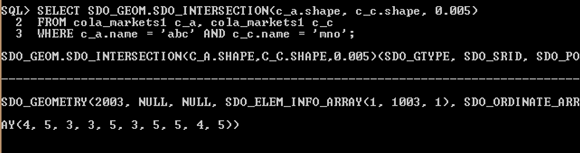 SQL> SELECT SDO_GEOM.SDO_INTERSECTION(c_a.shape, c_c.shape, 0.005)
2 FROM cola_markets1 c_a, cola_markets1 c_c
3 WHERE c_a.name = 'abc' AND c_c.name = 'mno';
SDO_GEOM.SDO_INTERSECTION(C_A.SHAPE,C_C.SHAPE,0.005)(SDO_GTYPE, SDO_SRID, SDO_PO
--------------------------------------------------------------------------------
SDO_GEOMETRY(2003, NULL, NULL, SDO_ELEM_INFO_ARRAY(1, 1003, 1), SDO_ORDINATE_ARR
AY(4, 5, 3, 3, 5, 3, 5, 5, 4, 5))